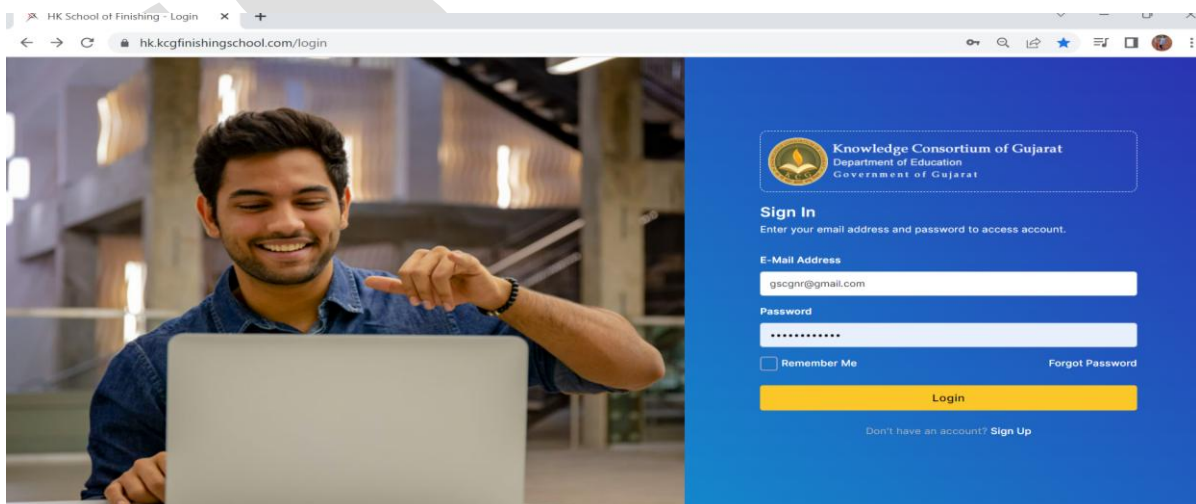 HK School of Finishing - Login
hk.kcgfinishingschool.com/login
Knowledge Consortium of Gujarat
Department of Education
Government of Gujarat
KCG
Sign In
Enter your email address and password to access account.
E-Mail Address
gscgnr@gmail.com
Password
••••••••••••
Remember Me
Forgot Password
Login
Don't have an account? Sign Up